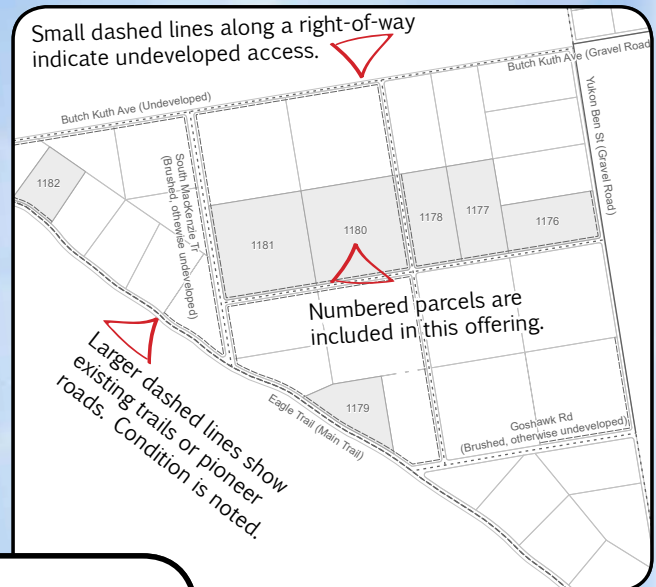 Small dashed lines along a right-of-way
indicate undeveloped access.
Butch Kuth Ave (Gravel Road
Butch Kuth Ave (Undeveloped)
Yukon Ben St (Gravel Road)
South MacKenzie Tr
(Brushed, othewise undeveloped)
1182
1181
1180
1178
1177
1176
Numbered parcels are
included in this offering.
Larger dashed lines show
existing trails or pioneer
roads. Condition is noted.
1179
Eagle Trail (Main Trail)
Goshawk Rd
(Brushed, otherwise undeveloped)